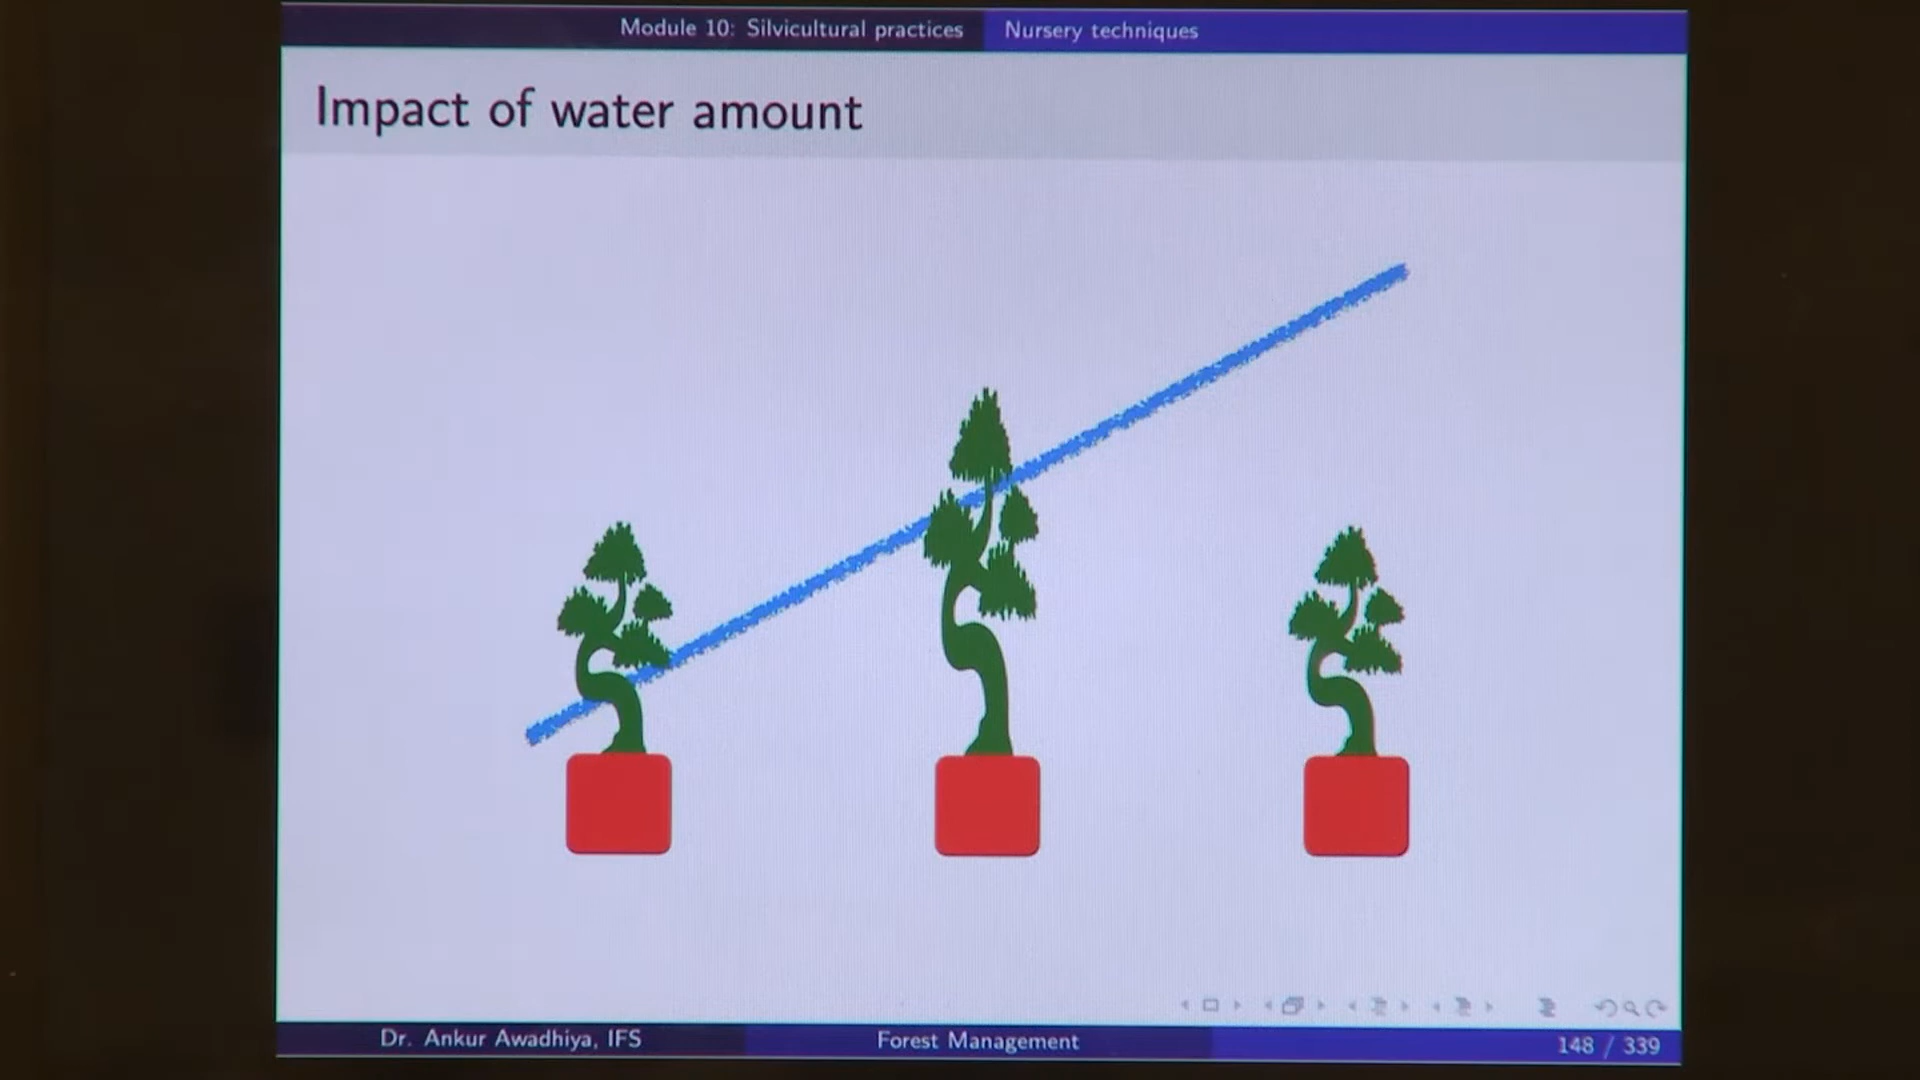 Module 10: Silvicultural practices
Nursery techniques
Impact of water amount
Dr. Ankur Awadhiya, IFS
Forest Management
148 / 339